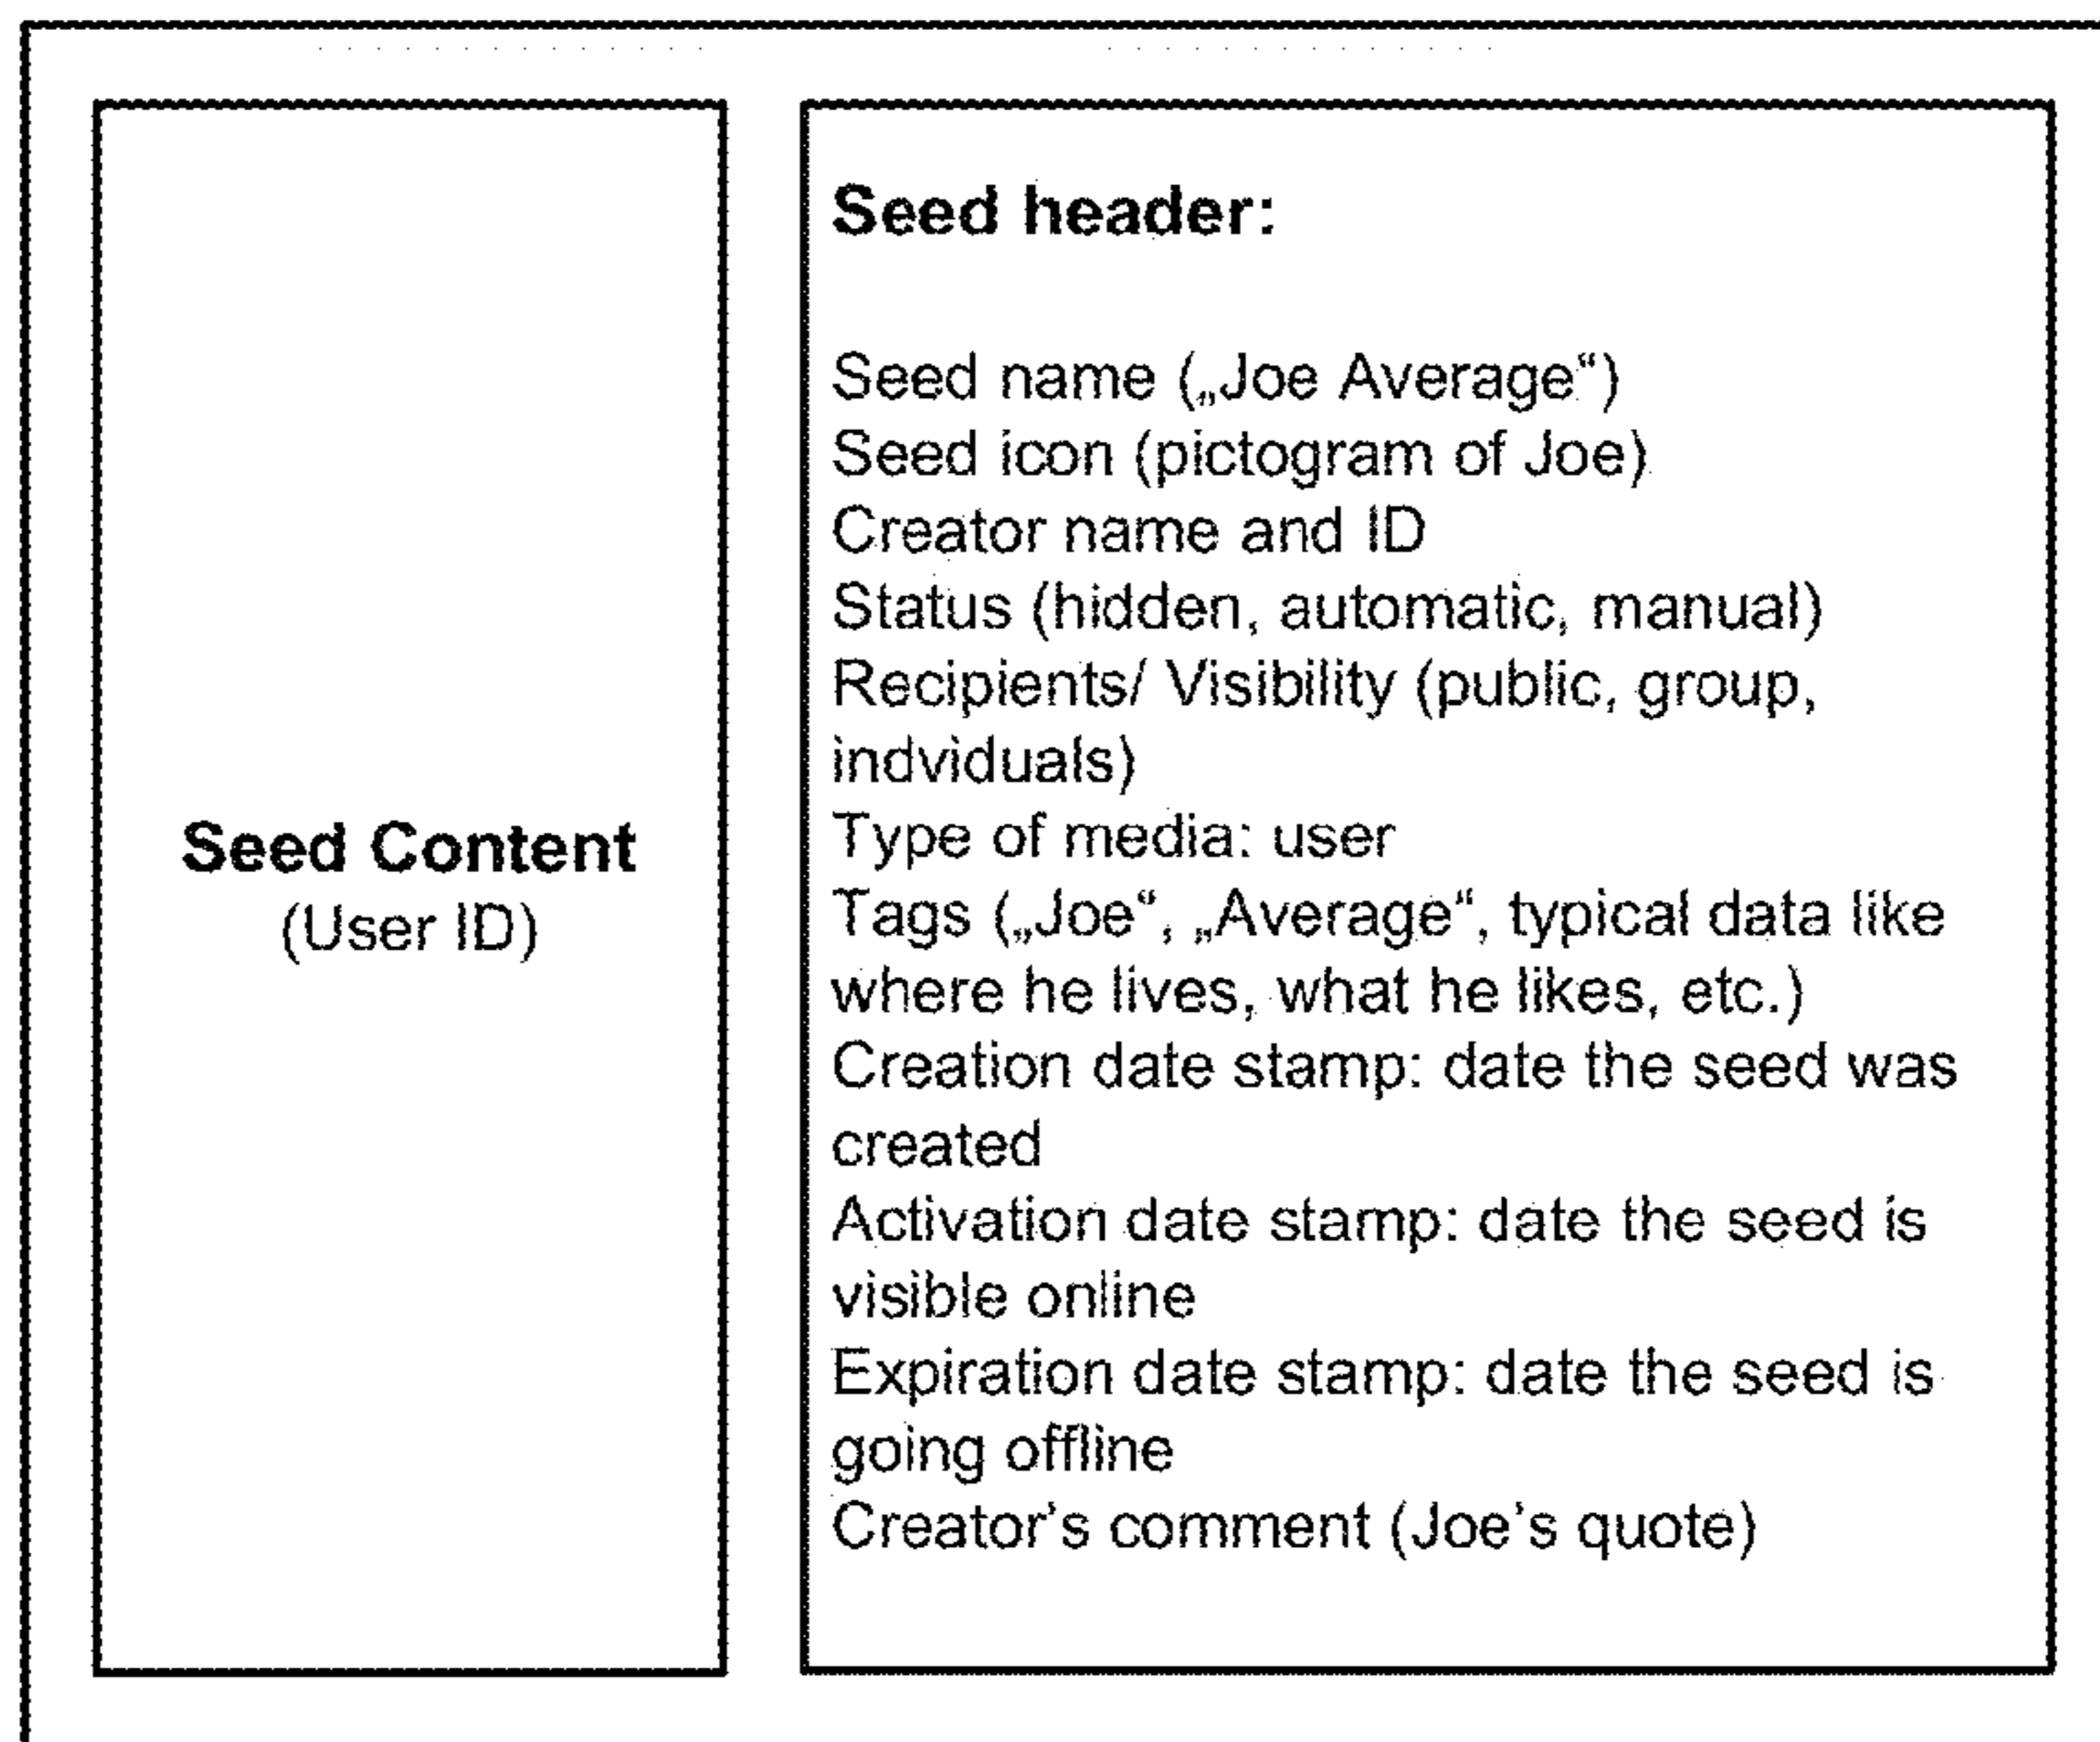 Seed Content
(User ID)
Seed header:
Seed name („Joe Average“)
Seed icon (pictogram of Joe)
Creator name and ID
Status (hidden, automatic, manual)
Recipients/ Visibility (public, group,
indviduals)
Type of media: user
Tags („Joe“, „Average“, typical data like
where he lives, what he likes, etc.)
Creation date stamp: date the seed was
created
Activation date stamp: date the seed is
visible online
Expiration date stamp: date the seed is
going offline
Creator's comment (Joe's quote)